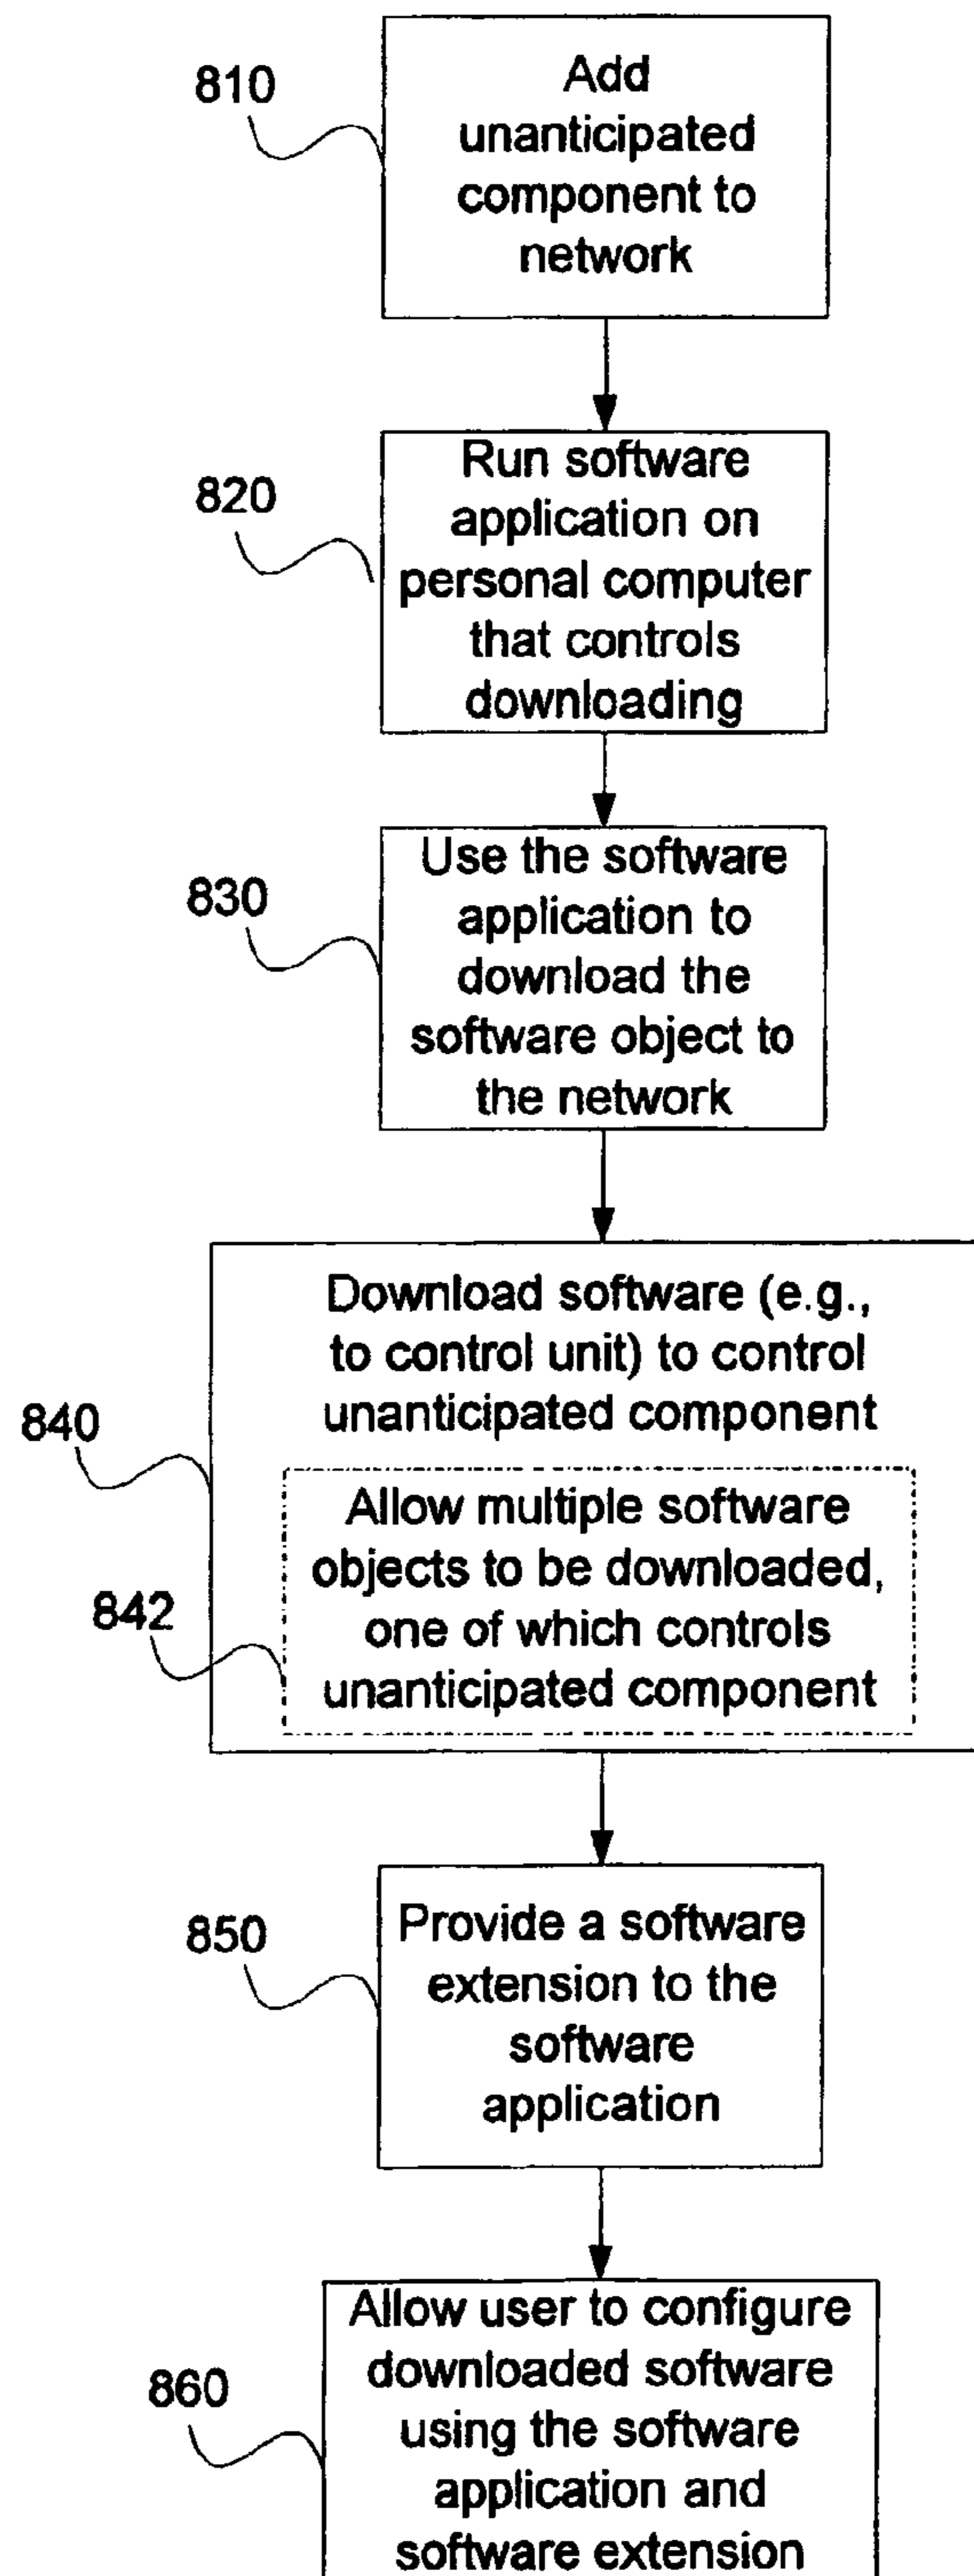 810
Add
unanticipated
component to
network
820
Run software
application on
personal computer
that controls
downloading
830
Use the software
application to
download the
software object to
the network
840
Download software (e.g.,
to control unit) to control
unanticipated component
842
Allow multiple software
objects to be downloaded,
one of which controls
unanticipated component
850
Provide a software
extension to the
software
application
860
Allow user to configure
downloaded software
using the software
application and
software extension